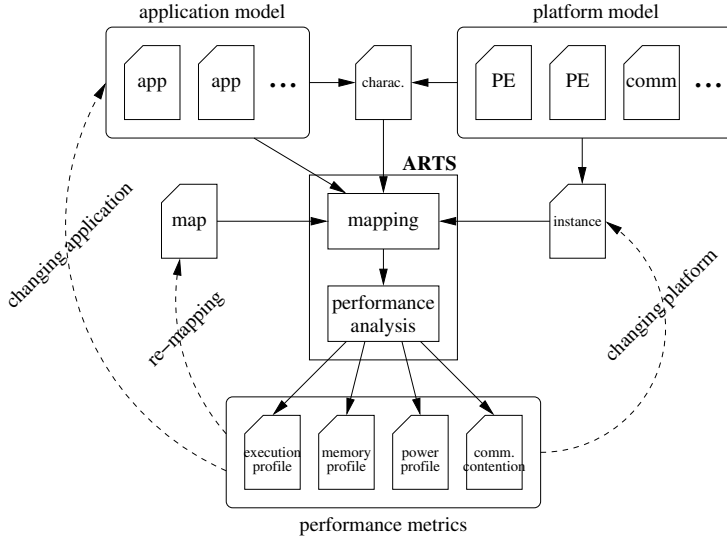 application model
platform model
app
app
...
charac.
PE
PE
comm
...
ARTS
map
mapping
instance
changing application
re-mapping
changing platform
performance
analysis
execution
profile
memory
profile
power
profile
comm.
contention
performance metrics